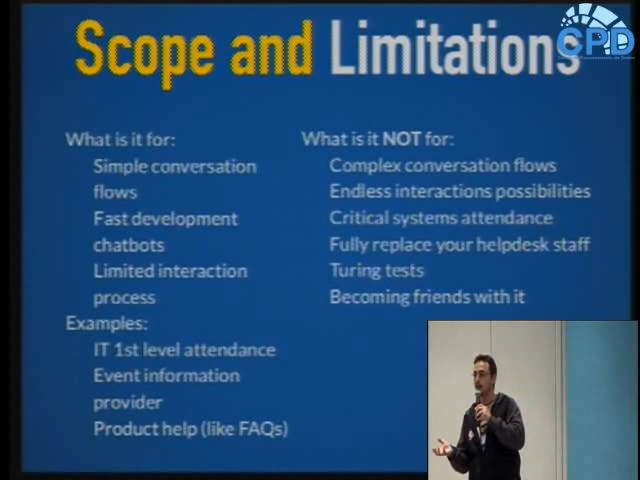 Scope and Limitations
CPD
What is it for:
Simple conversation
flows
Fast development
chatbots
Limited interaction
process
Examples:
IT 1st level attendance
Event information
provider
Product help (like FAQs)
What is it NOT for:
Complex conversation flows
Endless interactions possibilities
Critical systems attendance
Fully replace your helpdesk staff
Turing tests
Becoming friends with it